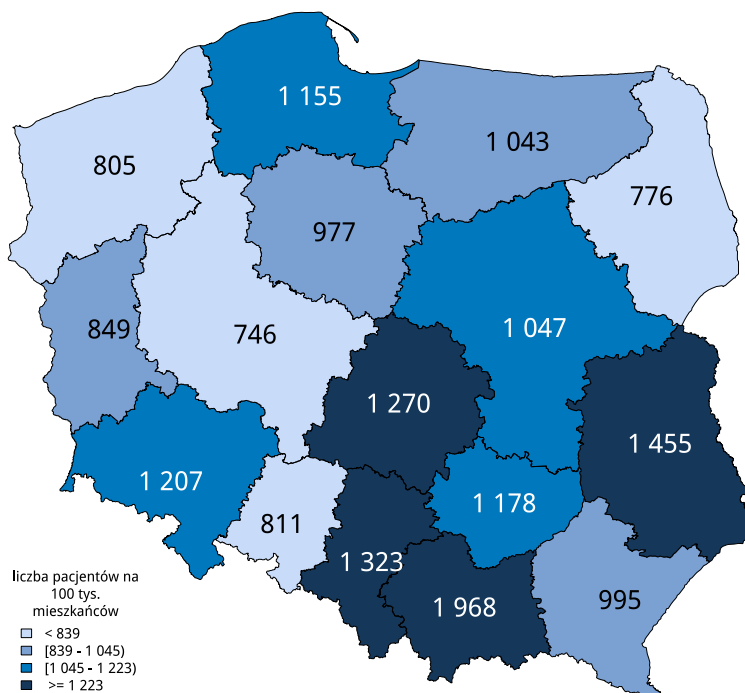 1 155
1 043
805
776
977
1 047
849
746
1 270
1 455
1 207
1 178
811
1 323
995
1 968
liczba pacjentów na
100 tys.
mieszkańców
< 839
[839 - 1 045)
[1 045 - 1 223)
>= 1 223